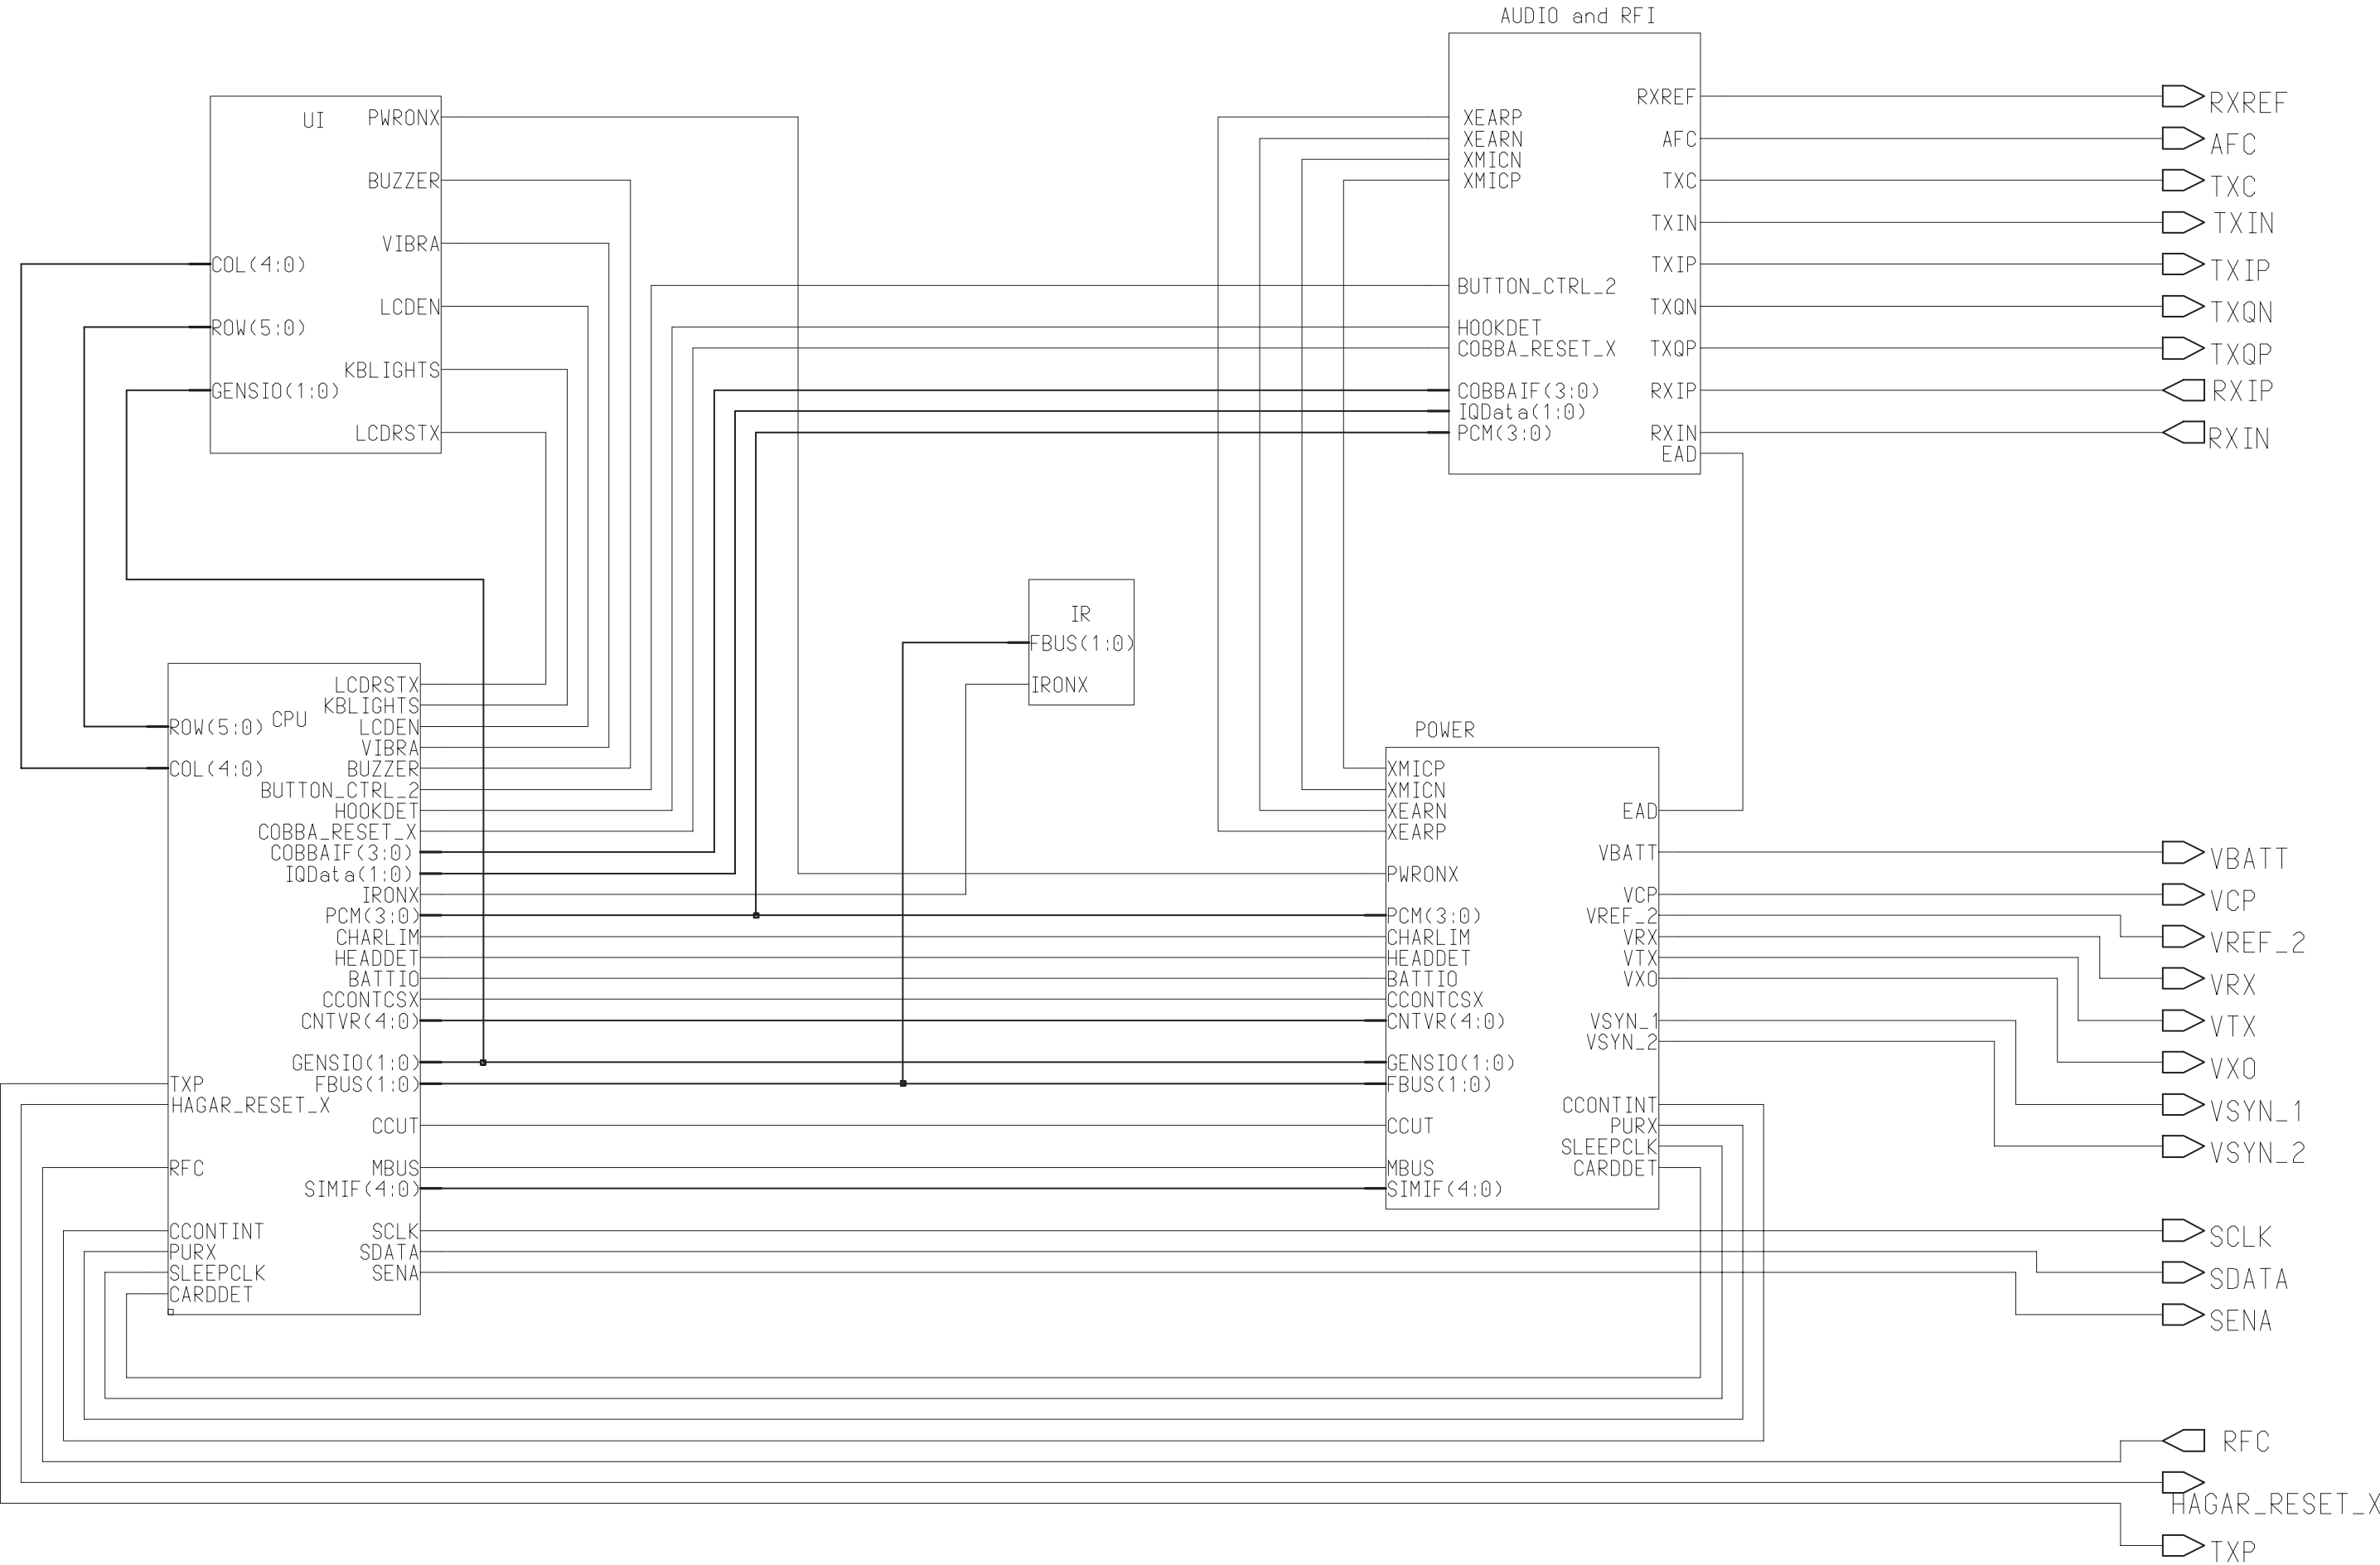 AUDIO and RFI
UI
PWRONX
BUZZER
VIBRA
COL(4:0)
LCDEN
ROW(5:0)
KBLIGHTS
GENSIO(1:0)
LCDRSTX
XEARP
XEARN
XMICN
XMICP
BUTTON_CTRL_2
HOOKDET
COBBA_RESET_X
COBBAIF(3:0)
IQData(1:0)
PCM(3:0)
RXREF
AFC
TXC
TXIN
TXIP
TXQN
TXQP
RXIP
RXIN
EAD
RXREF
AFC
TXC
TXIN
TXIP
TXQN
TXQP
RXIP
RXIN
IR
FBUS(1:0)
IRONX
CPU
ROW(5:0)
COL(4:0)
TXP
HAGAR_RESET_X
RFC
CCONTINT
PURX
SLEEPCLK
CARDDET
LCDRSTX
KBLIGHTS
LCDEN
VIBRA
BUZZER
BUTTON_CTRL_2
HOOKDET
COBBA_RESET_X
COBBAIF(3:0)
IQData(1:0)
IRONX
PCM(3:0)
CHARLIM
HEADDET
BATTIO
CCONTCSX
CNTVR(4:0)
GENSIO(1:0)
FBUS(1:0)
CCUT
MBUS
SIMIF(4:0)
SCLK
SDATA
SENA
POWER
XMICP
XMICN
XEARN
XEARP
PWRONX
PCM(3:0)
CHARLIM
HEADDET
BATTIO
CCONTCSX
CNTVR(4:0)
GENSIO(1:0)
FBUS(1:0)
CCUT
MBUS
SIMIF(4:0)
EAD
VBATT
VCP
VREF_2
VRX
VTX
VXO
VSYN_1
VSYN_2
CCONTINT
PURX
SLEEPCLK
CARDDET
VBATT
VCP
VREF_2
VRX
VTX
VXO
VSYN_1
VSYN_2
SCLK
SDATA
SENA
RFC
HAGAR_RESET_X
TXP